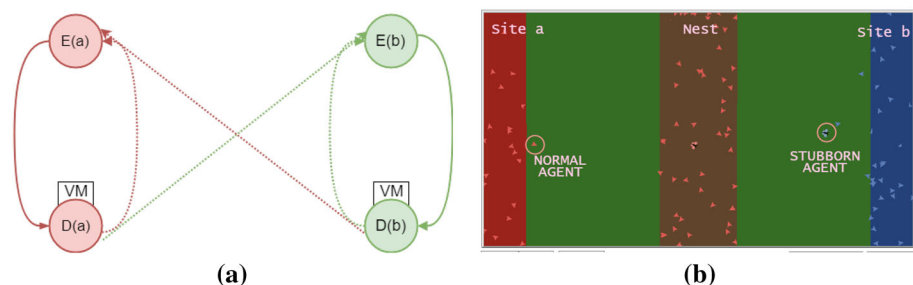 E(a)
E(b)
VM
VM
D(a)
D(b)
(a)
Site a
Nest
Site b
NORMAL
AGENT
STUBBORN
AGENT
(b)